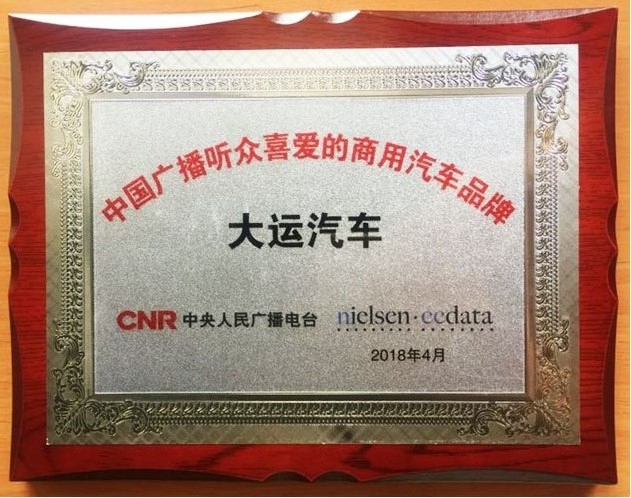 中国广播听众喜爱的商用汽车品牌
大运汽车
CNR 中央人民广播电台 nielsen·ccdata
2018年4月